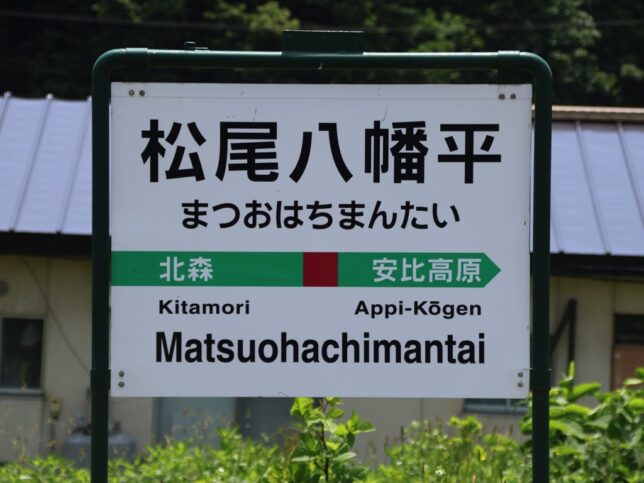 松尾八幡平
まつおはちまんたい
北森 安比高原
Kitamori Appi-Kōgen
Matsuohachimantai